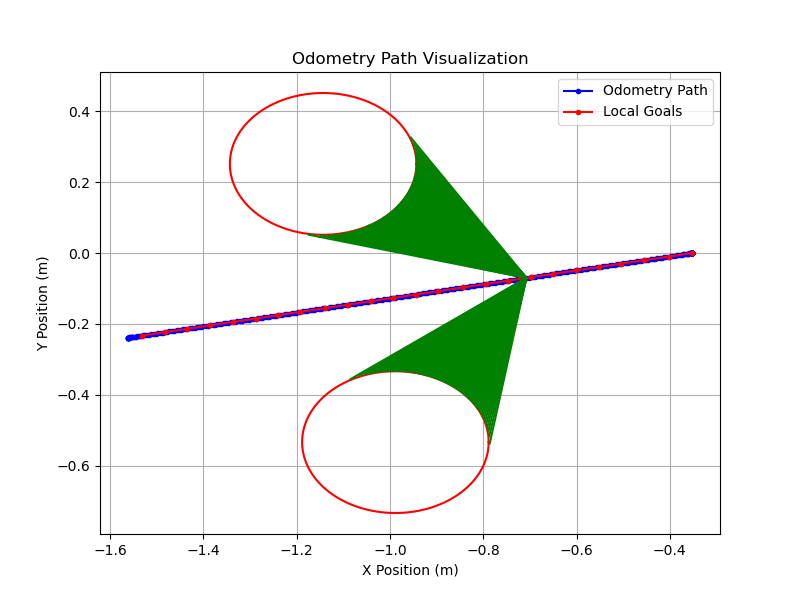 Odometry Path Visualization
Odometry Path
Local Goals
Y Position (m)
0.4
0.2
0.0
−0.2
−0.4
−0.6
−1.6 −1.4 −1.2 −1.0 −0.8 −0.6 −0.4
X Position (m)